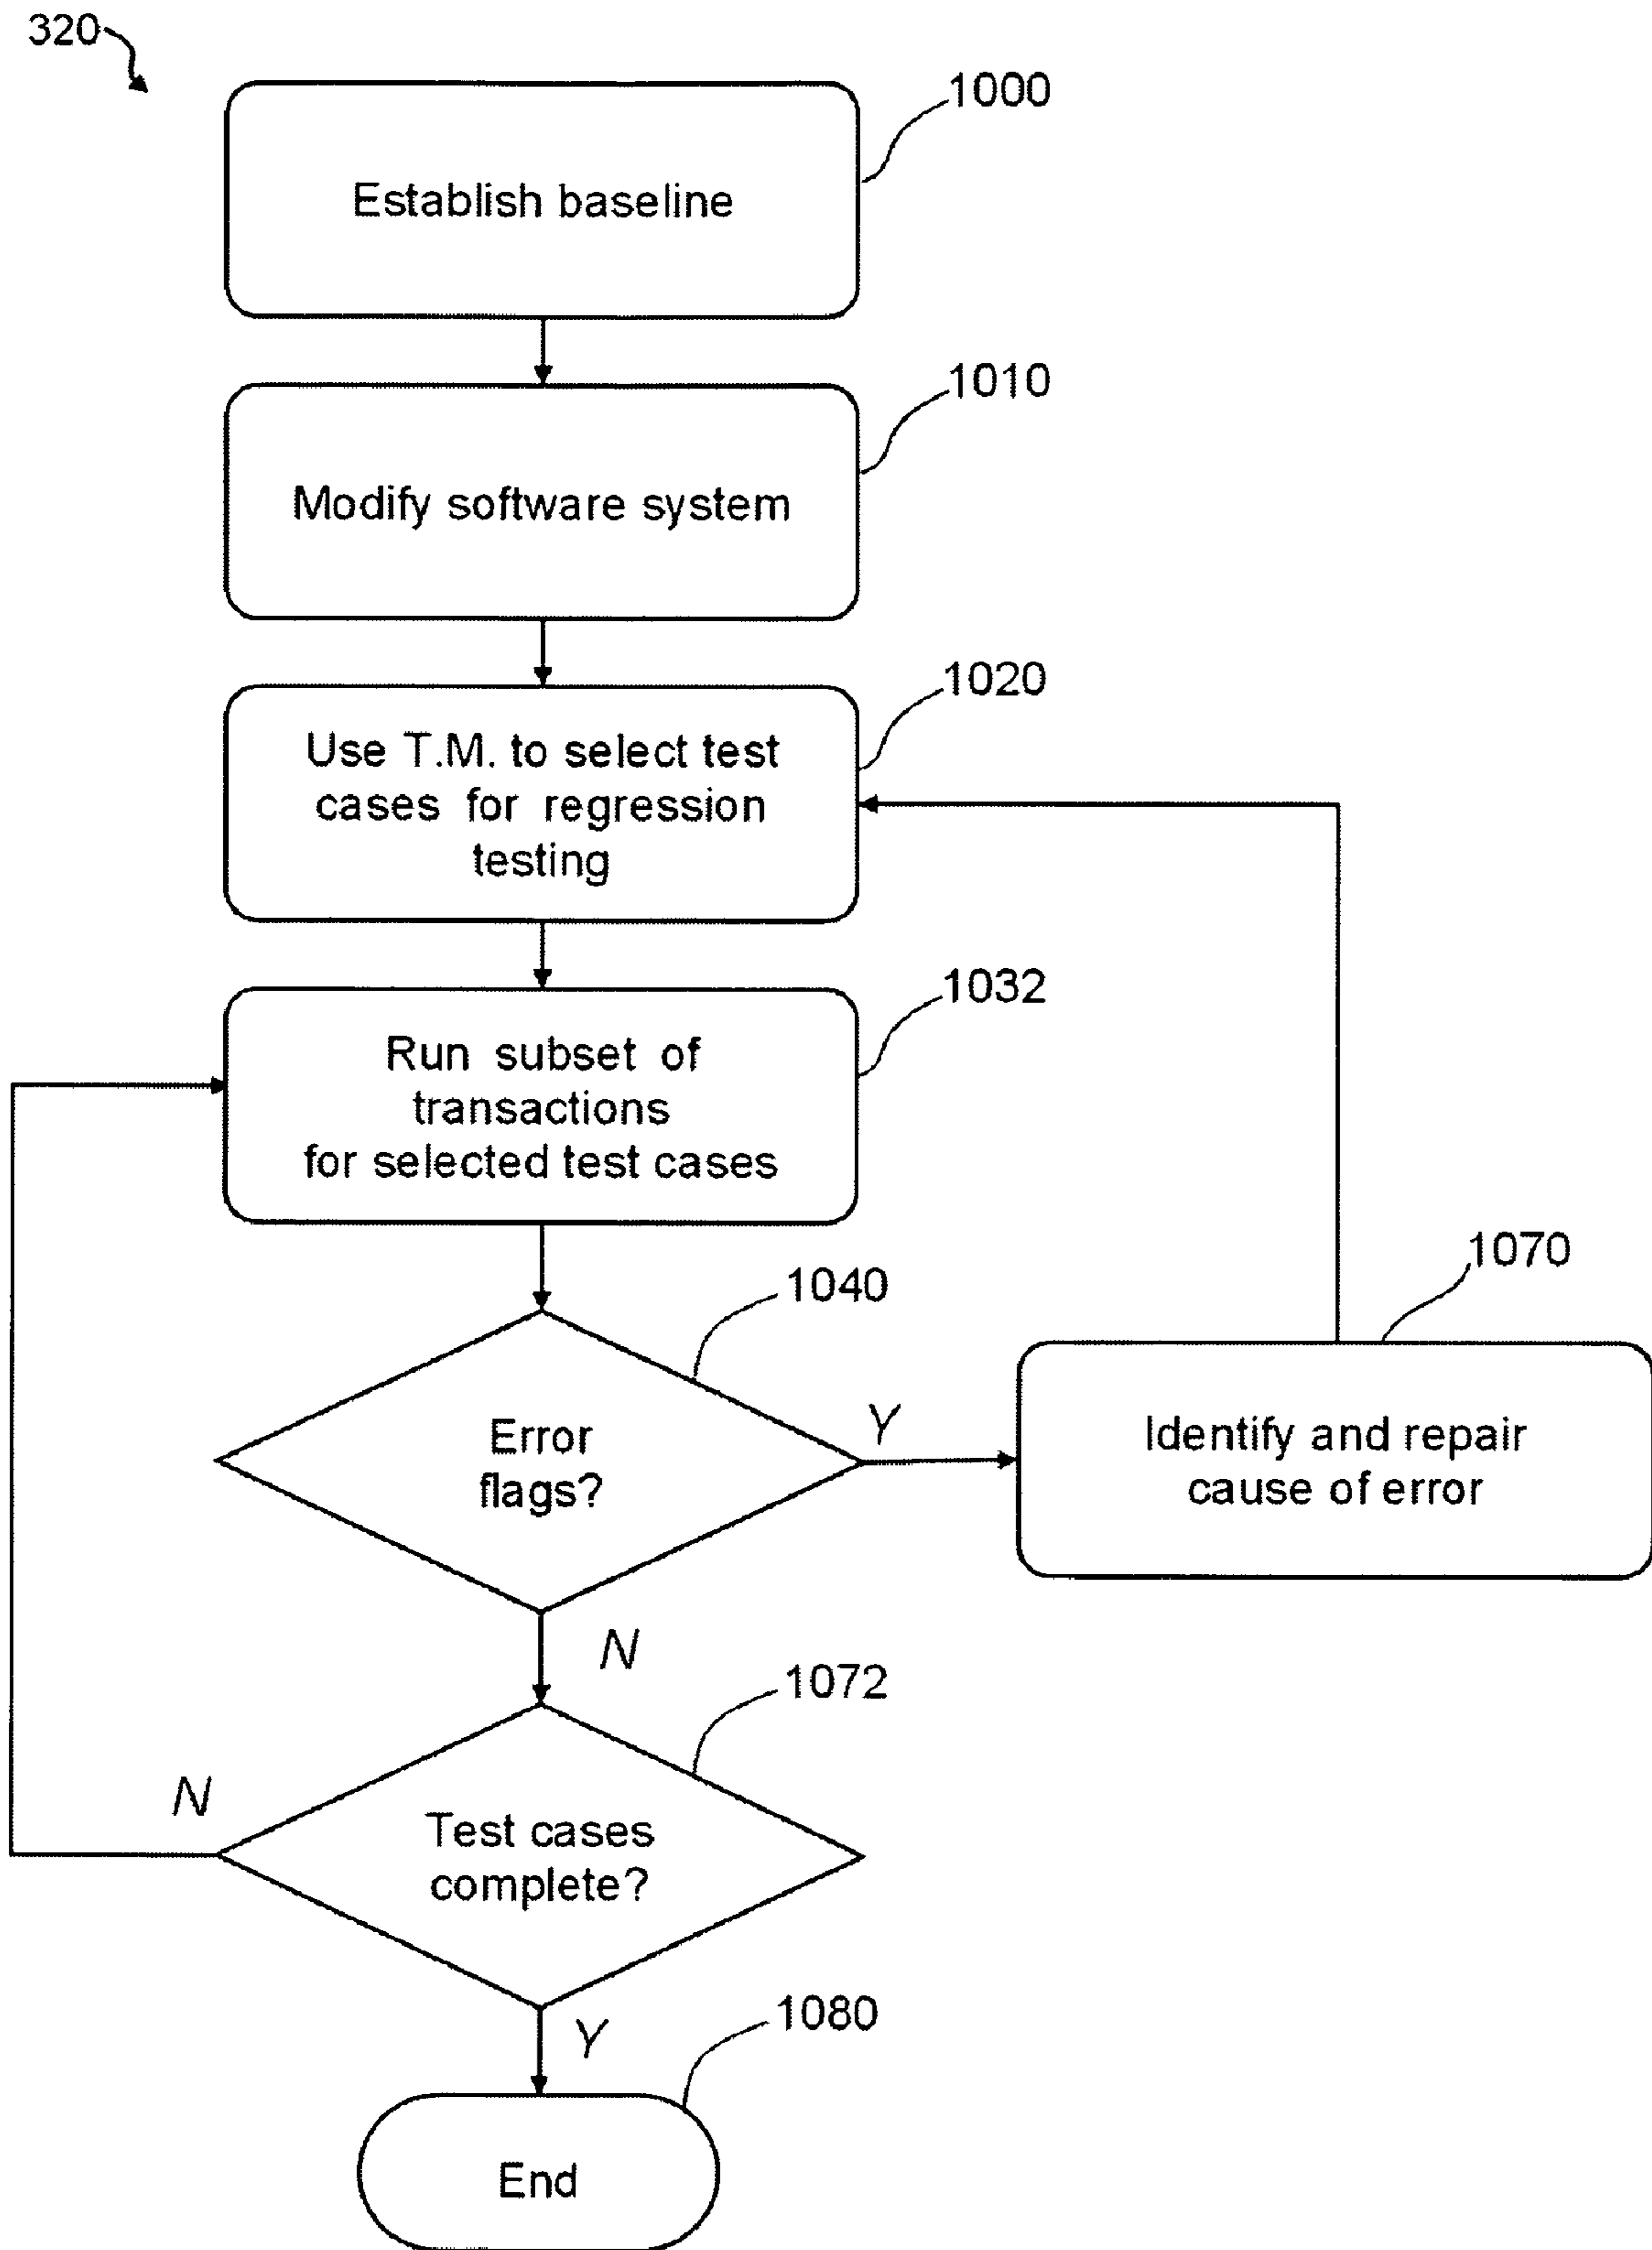 320
1000
Establish baseline
1010
Modify software system
1020
Use T.M. to select test
cases for regression
testing
1032
Run subset of
transactions
for selected test cases
1040
Error
flags?
Y
1070
Identify and repair
cause of error
N
1072
Test cases
complete?
N
Y
1080
End